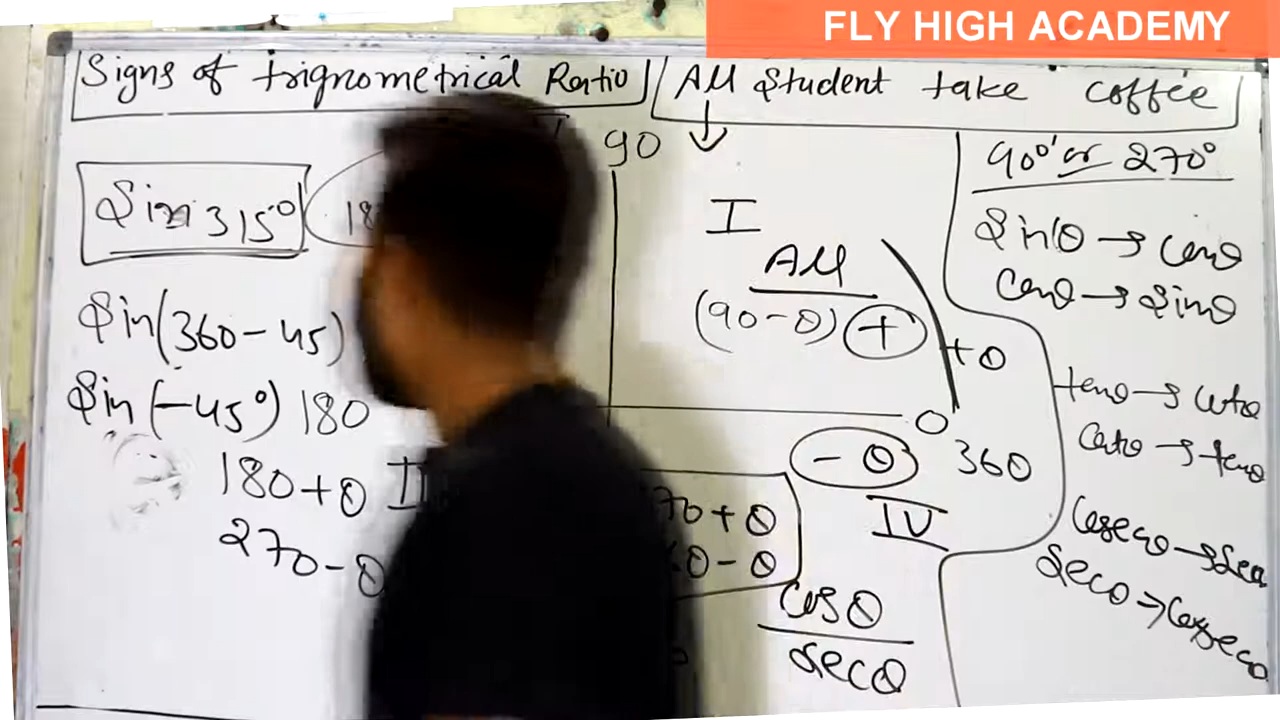 FLY HIGH ACADEMY
Signs of trignometrical Ratio
All Student take coffee
90
90° or 270°
Sin 315°
18
I
All
(90-θ) +
+θ
Sinθ → Cosθ
Cosθ → Sinθ
Sin(360-45)
Sin(-45°) 180
0
-θ 360
IV
tanθ → Cotθ
Cotθ → tanθ
180+θ
270-θ
70+θ
0-θ
Cosθ
secθ
Cosecθ → Sec
Secθ → Cosecθ